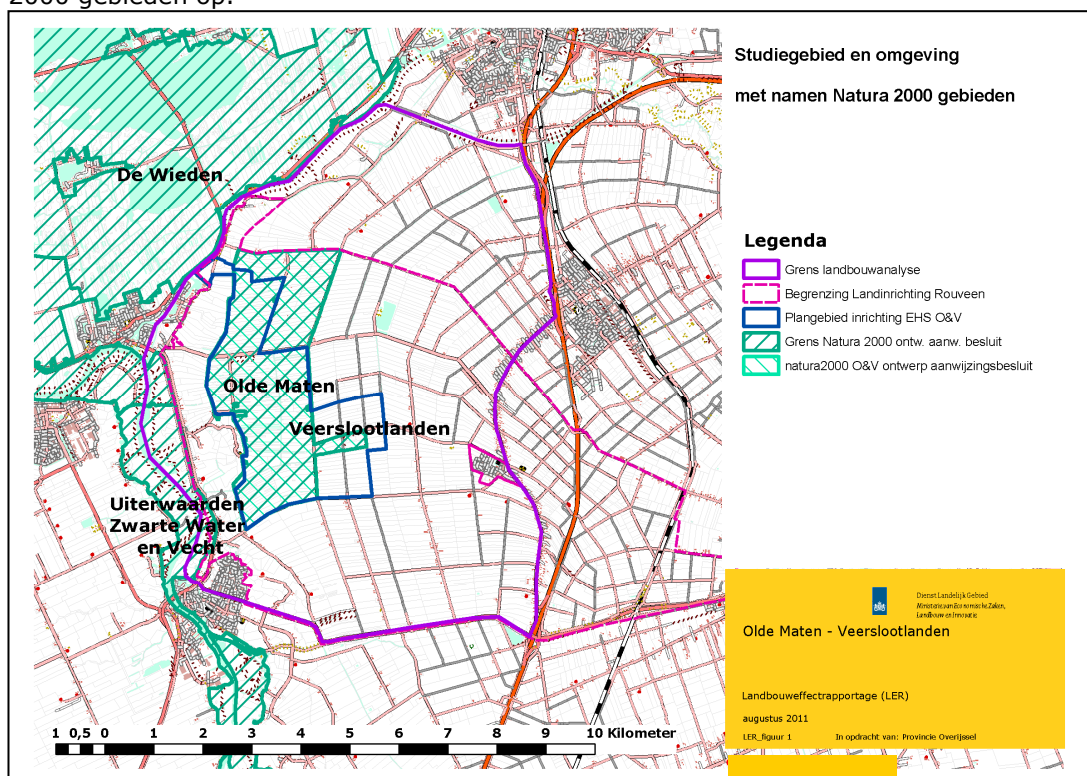 2000 gebieden op.
Studiegebied en omgeving
met namen Natura 2000 gebieden
De Wieden
Olde Maten
Veerslootlanden
Uiterwaarden
Zwarte Water
en Vecht
Legenda
Grens landbouwanalyse
Begrenzing Landinrichting Rouveen
Plangebied inrichting EHS O&V
Grens Natura 2000 ontw. aanw. besluit
natura2000 O&V ontwerp aanwijzingsbesluit
Dienst Landelijk Gebied
Ministerie van Economische Zaken,
Landbouw en Innovatie
Olde Maten - Veerslootlanden
Landbouweffectrapportage (LER)
augustus 2011
LER_figuur 1 In opdracht van: Provincie Overijssel
1 0,5 0 1 2 3 4 5 6 7 8 9 10 Kilometer